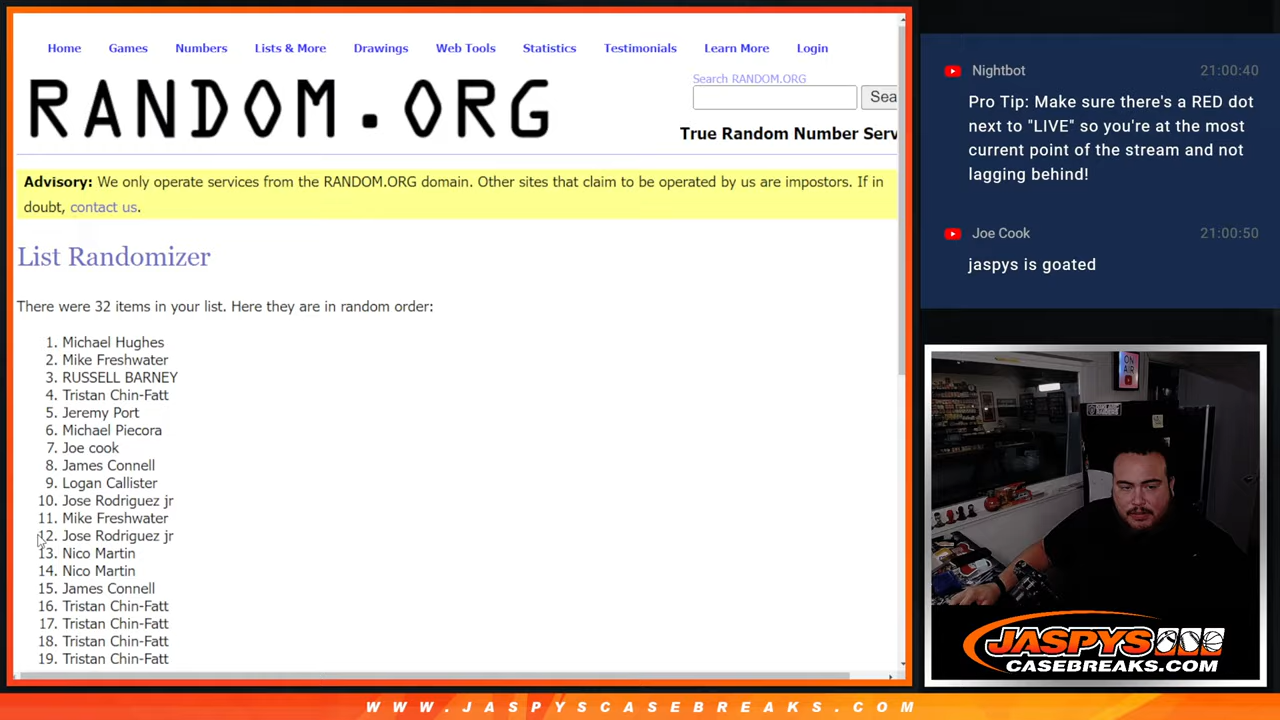 Home Games Numbers Lists & More Drawings Web Tools Statistics Testimonials Learn More Login
RANDOM.ORG
Search RANDOM.ORG
Sea
True Random Number Serv
Advisory: We only operate services from the RANDOM.ORG domain. Other sites that claim to be operated by us are impostors. If in
doubt, contact us.
List Randomizer
There were 32 items in your list. Here they are in random order:
1. Michael Hughes
2. Mike Freshwater
3. RUSSELL BARNEY
4. Tristan Chin-Fatt
5. Jeremy Port
6. Michael Piecora
7. Joe cook
8. James Connell
9. Logan Callister
10. Jose Rodriguez jr
11. Mike Freshwater
12. Jose Rodriguez jr
13. Nico Martin
14. Nico Martin
15. James Connell
16. Tristan Chin-Fatt
17. Tristan Chin-Fatt
18. Tristan Chin-Fatt
19. Tristan Chin-Fatt
Nightbot 21:00:40
Pro Tip: Make sure there's a RED dot
next to "LIVE" so you're at the most
current point of the stream and not
lagging behind!
Joe Cook 21:00:50
jaspys is goated
ON
AIR
JASPYS
CASEBREAKS.COM
WWW.JASPYSCASEBREAKS.COM